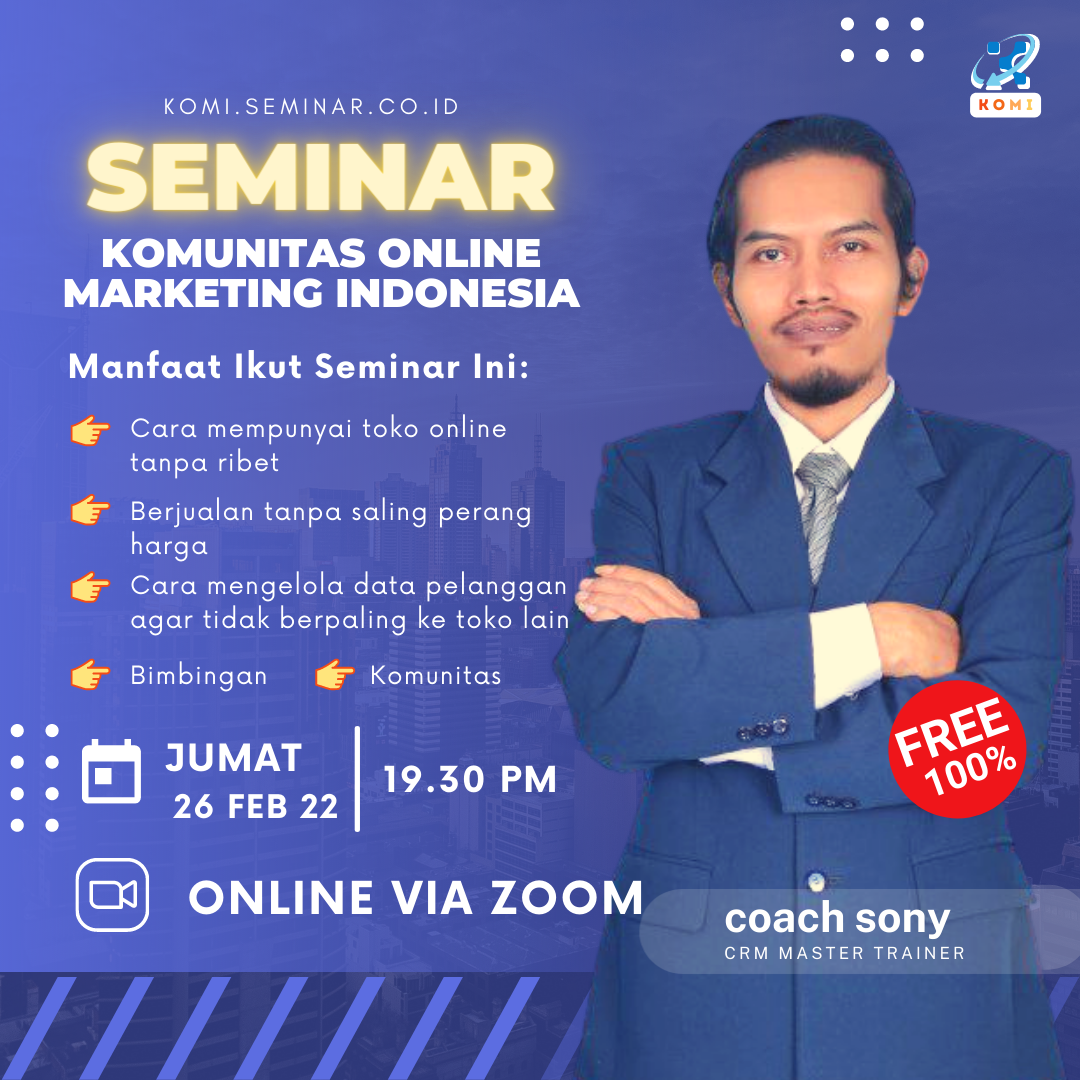 KOMI
KOMI.SEMINAR.CO.ID
SEMINAR
KOMUNITAS ONLINE
MARKETING INDONESIA
Manfaat Ikut Seminar Ini:
Cara mempunyai toko online
tanpa ribet
Berjualan tanpa saling perang
harga
Cara mengelola data pelanggan
agar tidak berpaling ke toko lain
Bimbingan
Komunitas
JUMAT
26 FEB 22
19.30 PM
ONLINE VIA ZOOM
FREE
100%
coach sony
CRM MASTER TRAINER